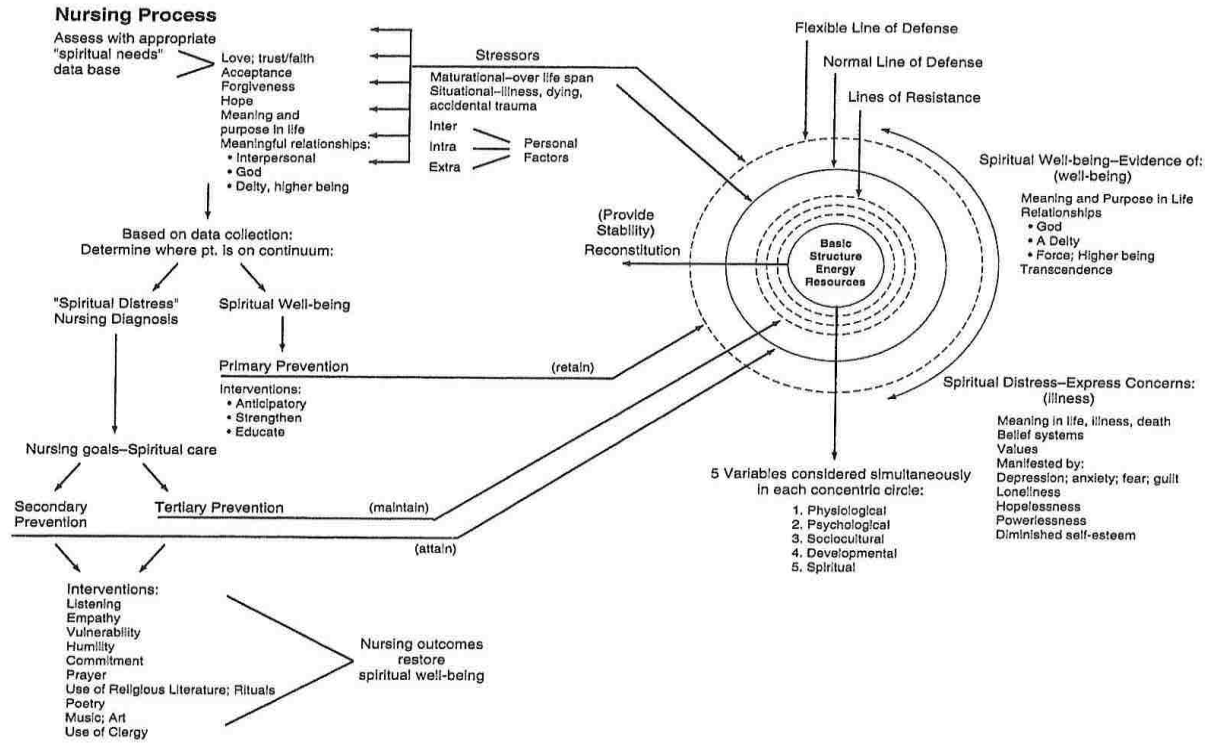 Nursing Process
Assess with appropriate
"spiritual needs"
data base
Love; trust/faith
Acceptance
Forgiveness
Hope
Meaning and
purpose in life
Meaningful relationships:
• Interpersonal
• God
• Deity, higher being
Stressors
Maturational–over life span
Situational–illness, dying,
accidental trauma
Inter
Intra
Extra
Personal
Factors
Flexible Line of Defense
Normal Line of Defense
Lines of Resistance
Basic
Structure
Energy
Resources
(Provide
Stability)
Reconstitution
Spiritual Well-being–Evidence of:
(well-being)
Meaning and Purpose in Life
Relationships
• God
• A Deity
• Force; Higher being
Transcendence
Based on data collection:
Determine where pt. is on continuum:
"Spiritual Distress"
Nursing Diagnosis
Spiritual Well-being
Primary Prevention
(retain)
Interventions:
• Anticipatory
• Strengthen
• Educate
Nursing goals–Spiritual care
Secondary
Prevention
Tertiary Prevention
(maintain)
(attain)
Interventions:
Listening
Empathy
Vulnerability
Humility
Commitment
Prayer
Use of Religious Literature; Rituals
Poetry
Music; Art
Use of Clergy
Nursing outcomes
restore
spiritual well-being
5 Variables considered simultaneously
in each concentric circle:
1. Physiological
2. Psychological
3. Sociocultural
4. Developmental
5. Spiritual
Spiritual Distress–Express Concerns:
(illness)
Meaning in life, illness, death
Belief systems
Values
Manifested by:
Depression; anxiety; fear; guilt
Loneliness
Hopelessness
Powerlessness
Diminished self-esteem